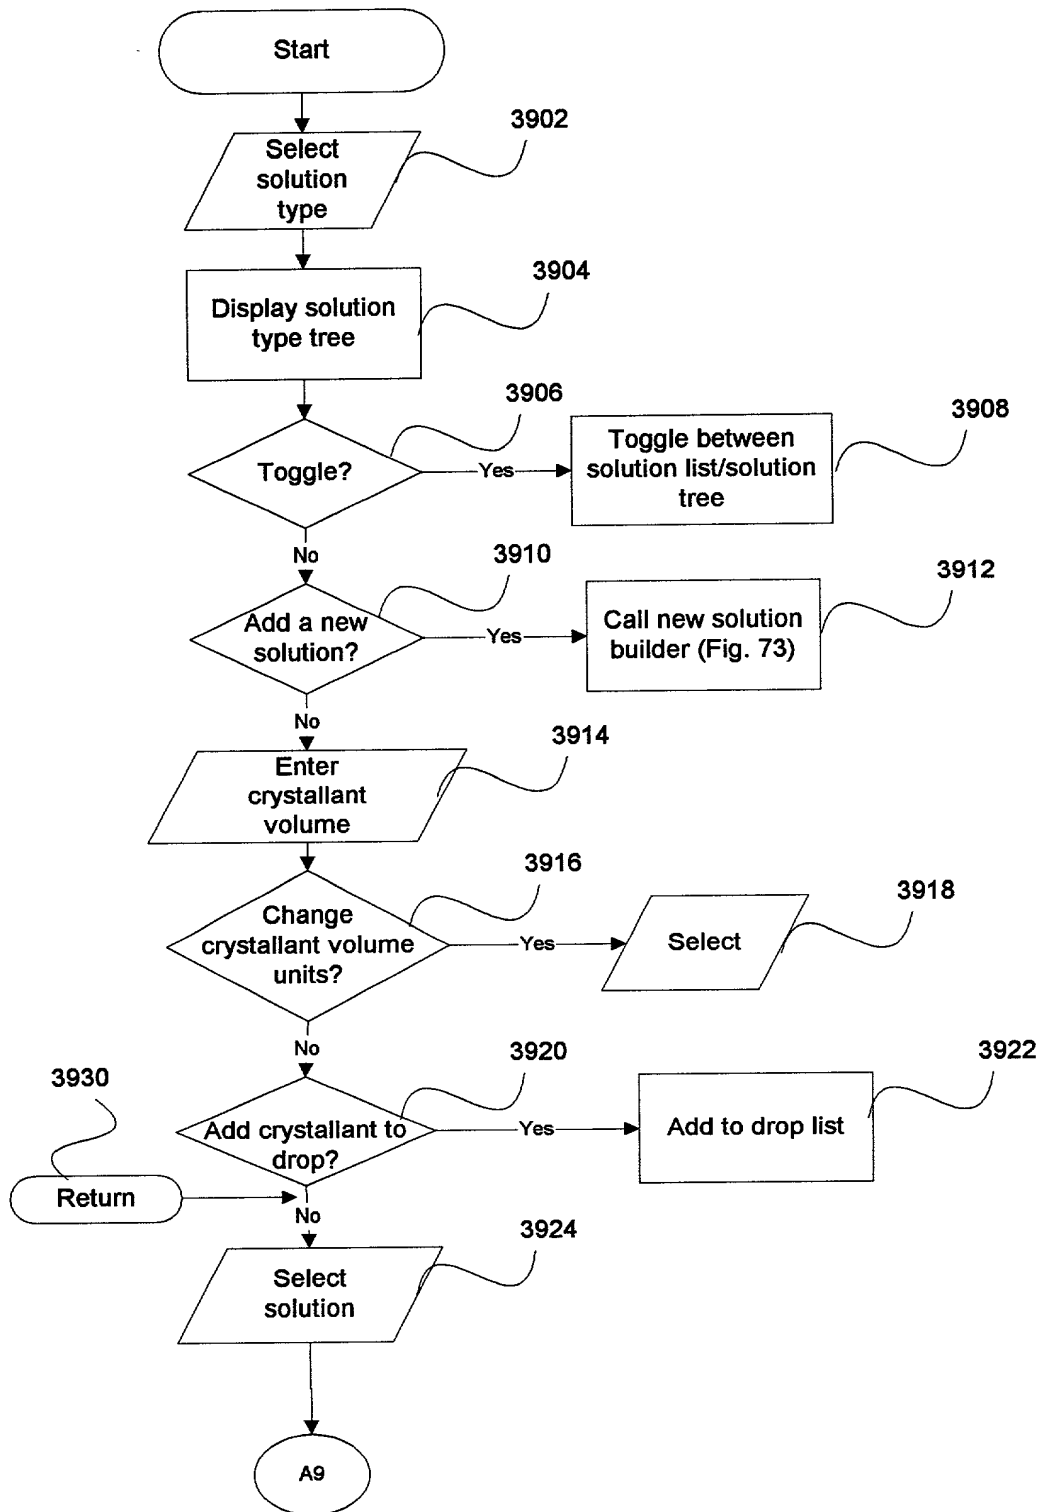 Start
3902
Select
solution
type
3904
Display solution
type tree
3906
Toggle?
Yes
3908
Toggle between
solution list/solution
tree
No
3910
Add a new
solution?
Yes
3912
Call new solution
builder (Fig. 73)
No
3914
Enter
crystallant
volume
3916
Change
crystallant volume
units?
Yes
3918
Select
No
3920
Add crystallant to
drop?
Yes
3922
Add to drop list
3930
Return
No
3924
Select
solution
A9